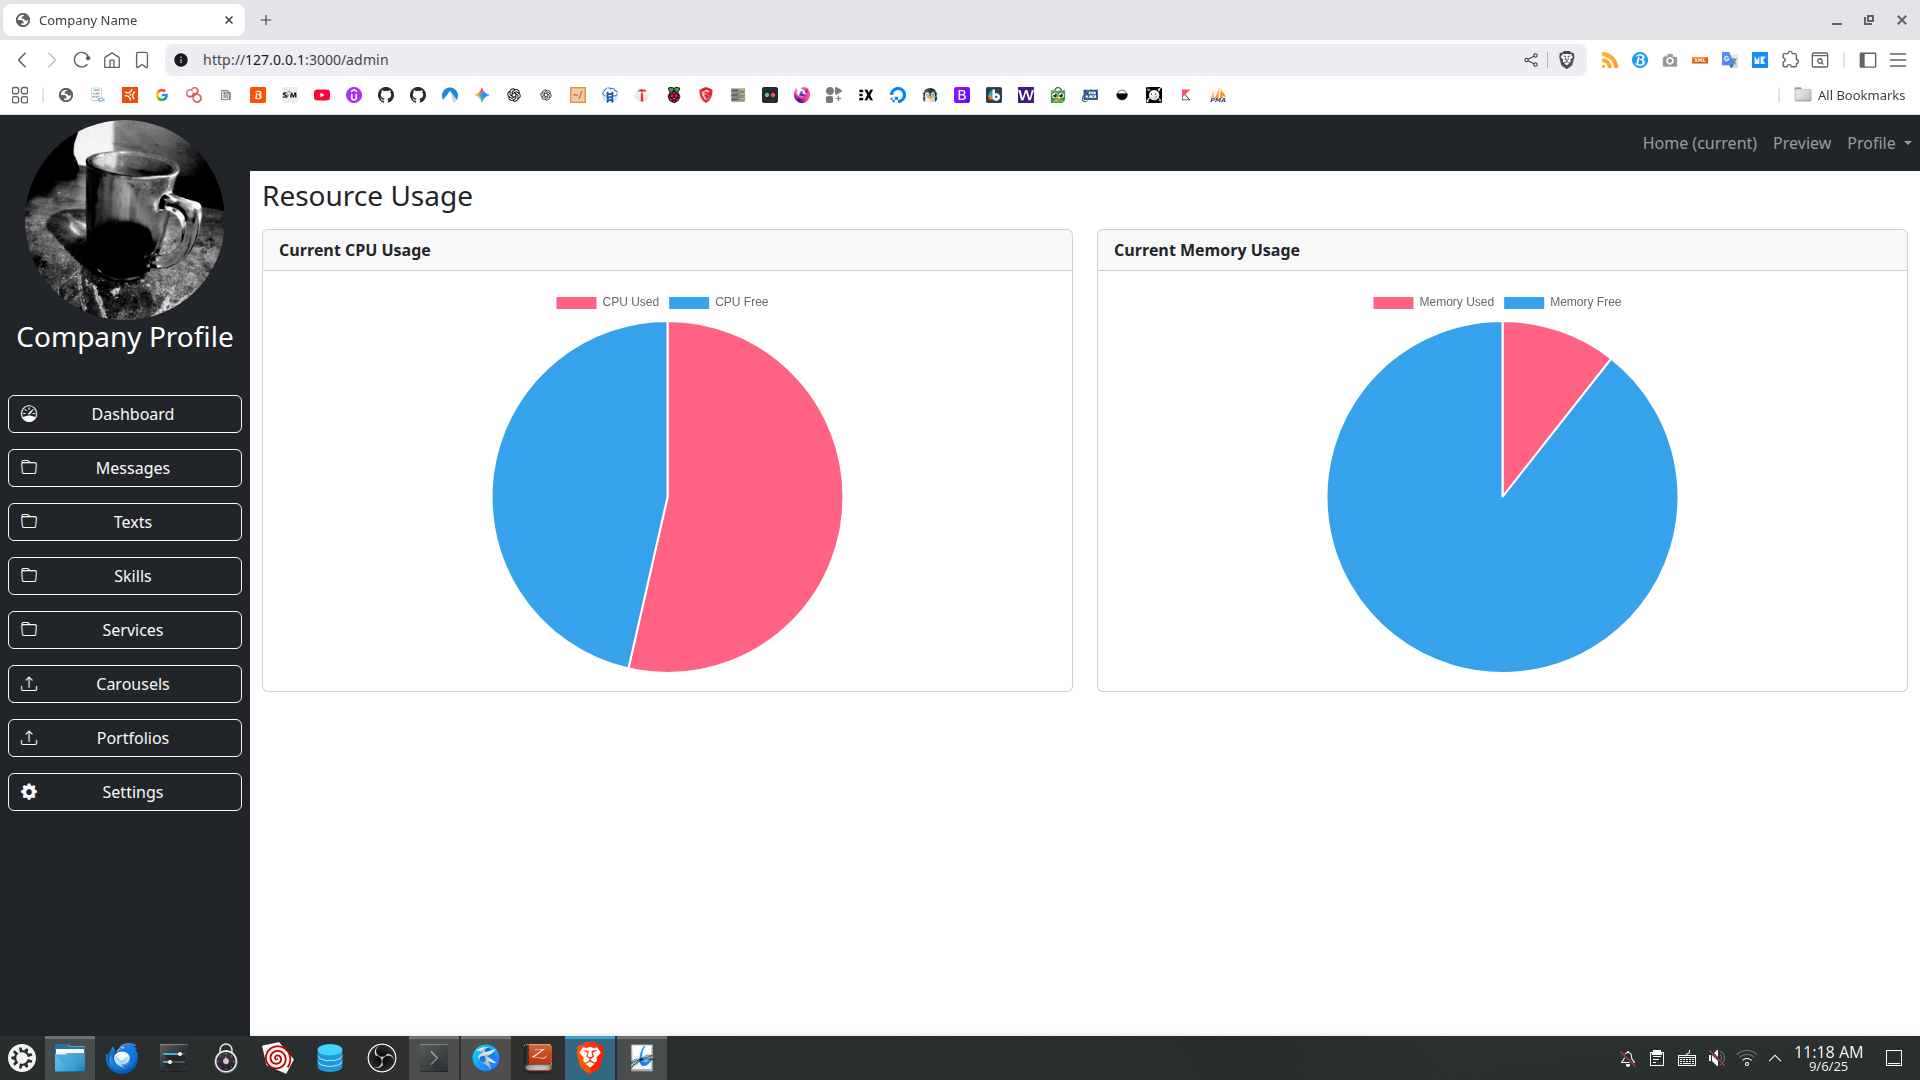 Company Name
http://127.0.0.1:3000/admin
All Bookmarks
Home (current) Preview Profile
Company Profile
Dashboard
Messages
Texts
Skills
Services
Carousels
Portfolios
Settings
Resource Usage
Current CPU Usage
CPU Used CPU Free
Current Memory Usage
Memory Used Memory Free
11:18 AM
9/6/25